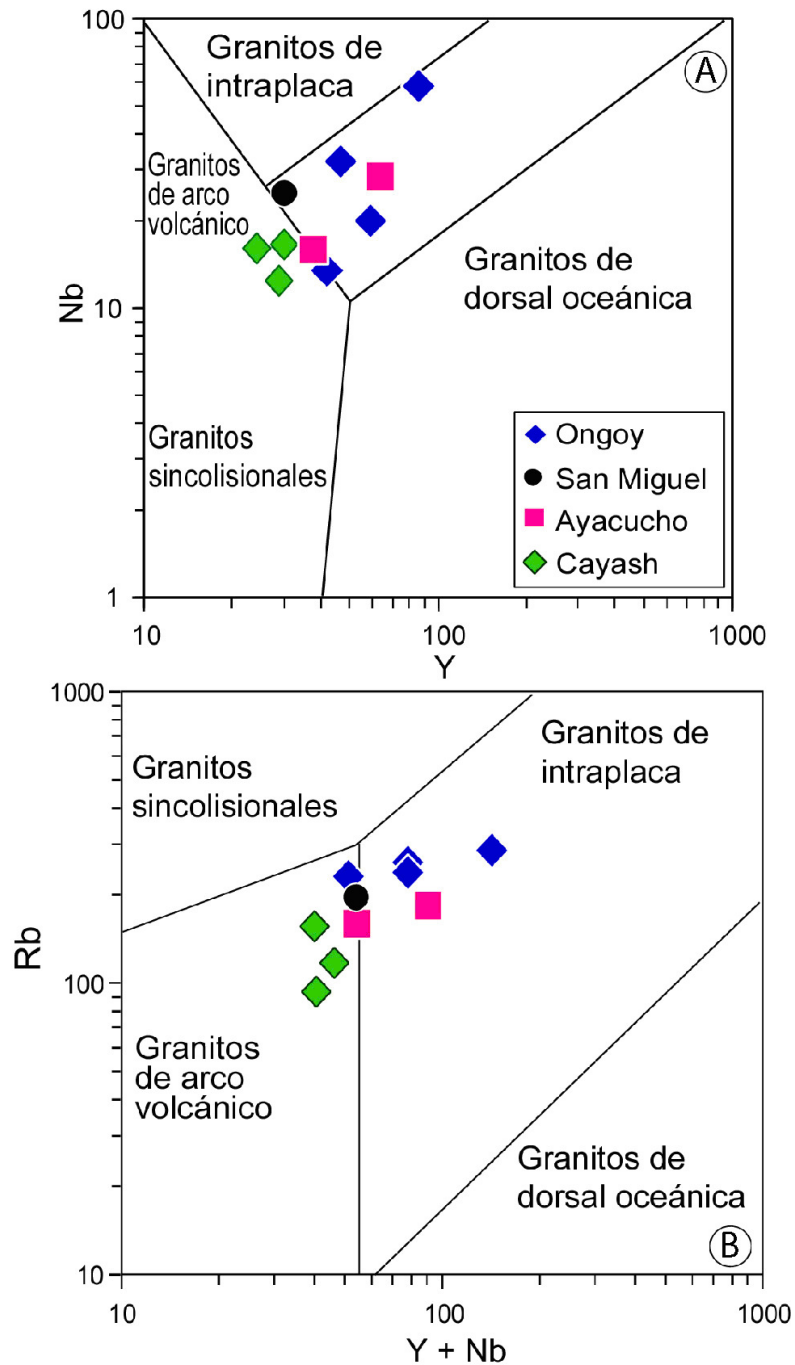 100
Granitos de
intraplaca
A
Granitos
de arco
volcánico
Granitos de
dorsal oceánica
Nb
10
Granitos
sincolisionales
Ongoy
San Miguel
Ayacucho
Cayash
1
10
100
1000
Y
1000
Granitos de
intraplaca
Granitos
sincolisionales
Rb
100
Granitos
de arco
volcánico
Granitos de
dorsal oceánica
B
10
10
100
1000
Y + Nb